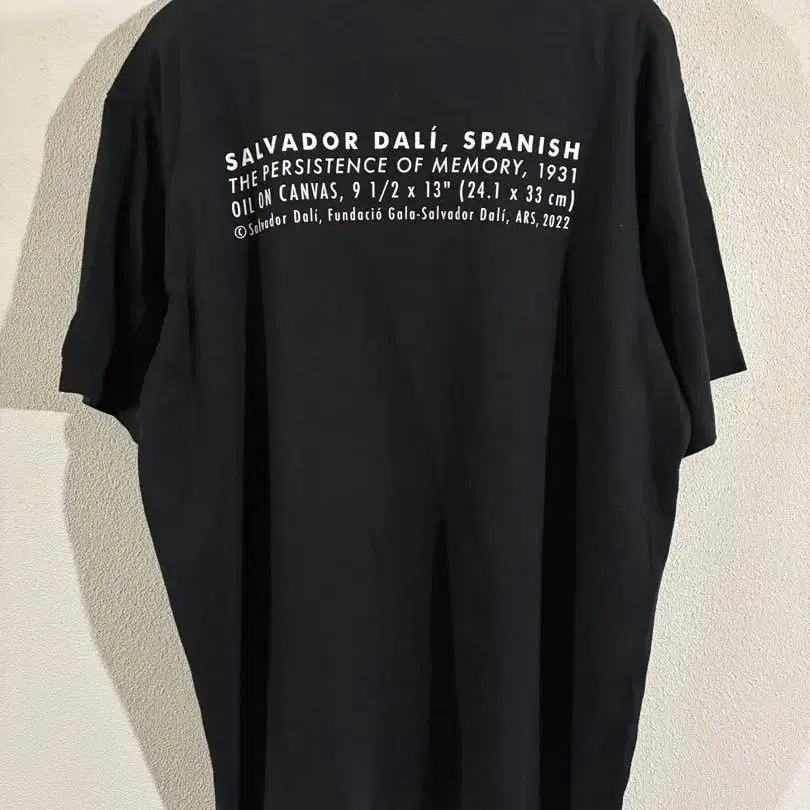 SALVADOR DALÍ, SPANISH
THE PERSISTENCE OF MEMORY, 1931
OIL ON CANVAS, 9 1/2 x 13" (24.1 x 33 cm)
© Salvador Dalí, Fundació Gala-Salvador Dalí, ARS, 2022